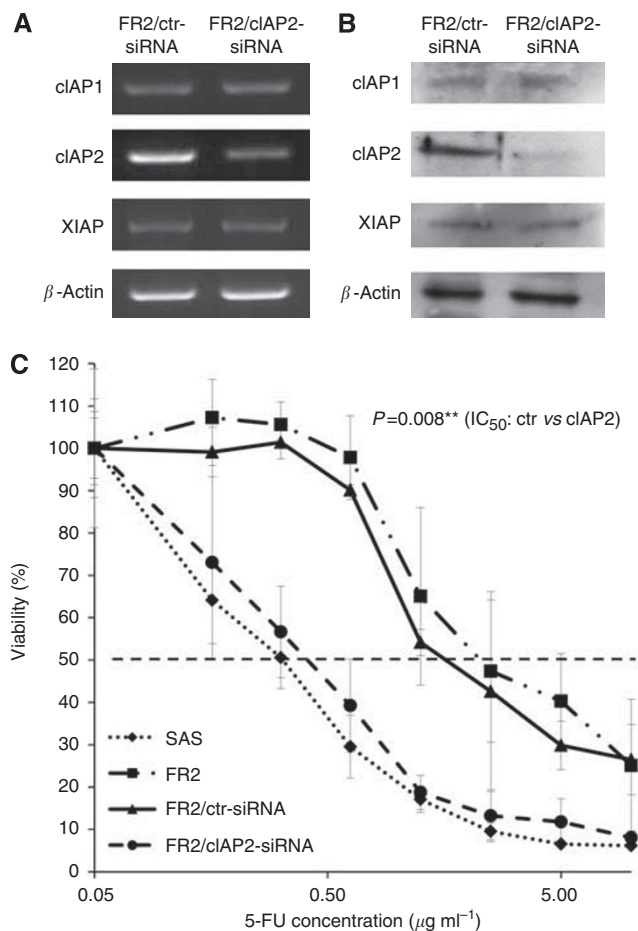 A
FR2/ctr-
siRNA
FR2/cIAP2-
siRNA
cIAP1
cIAP2
XIAP
β-Actin
B
FR2/ctr-
siRNA
FR2/cIAP2-
siRNA
cIAP1
cIAP2
XIAP
β-Actin
C
120
110
100
90
80
70
60
50
40
30
20
10
0
Viability (%)
P=0.008** (IC50: ctr vs cIAP2)
SAS
FR2
FR2/ctr-siRNA
FR2/cIAP2-siRNA
0.05
0.50
5.00
5-FU concentration (μg ml−1)